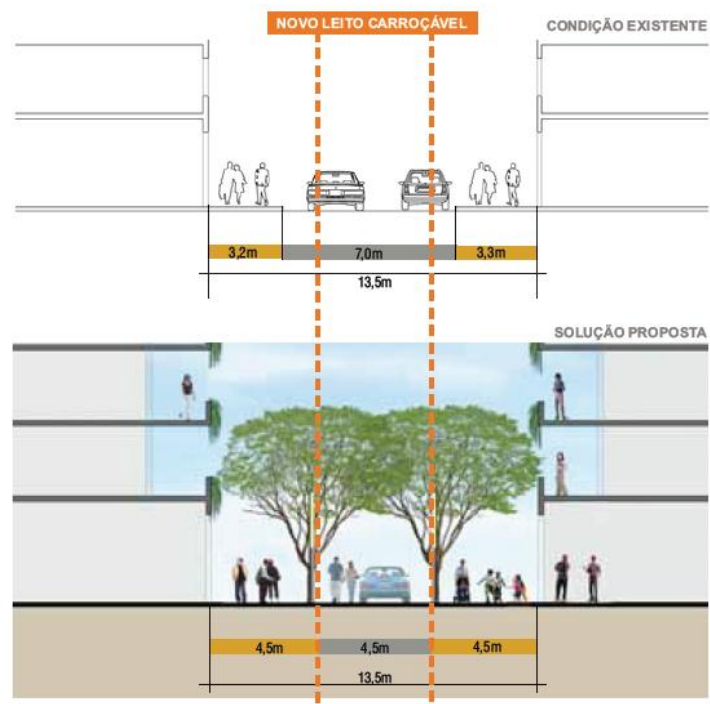 NOVO LEITO CARROÇÁVEL
CONDIÇÃO EXISTENTE
3,2m 7,0m 3,3m
13,5m
SOLUÇÃO PROPOSTA
4,5m 4,5m 4,5m
13,5m